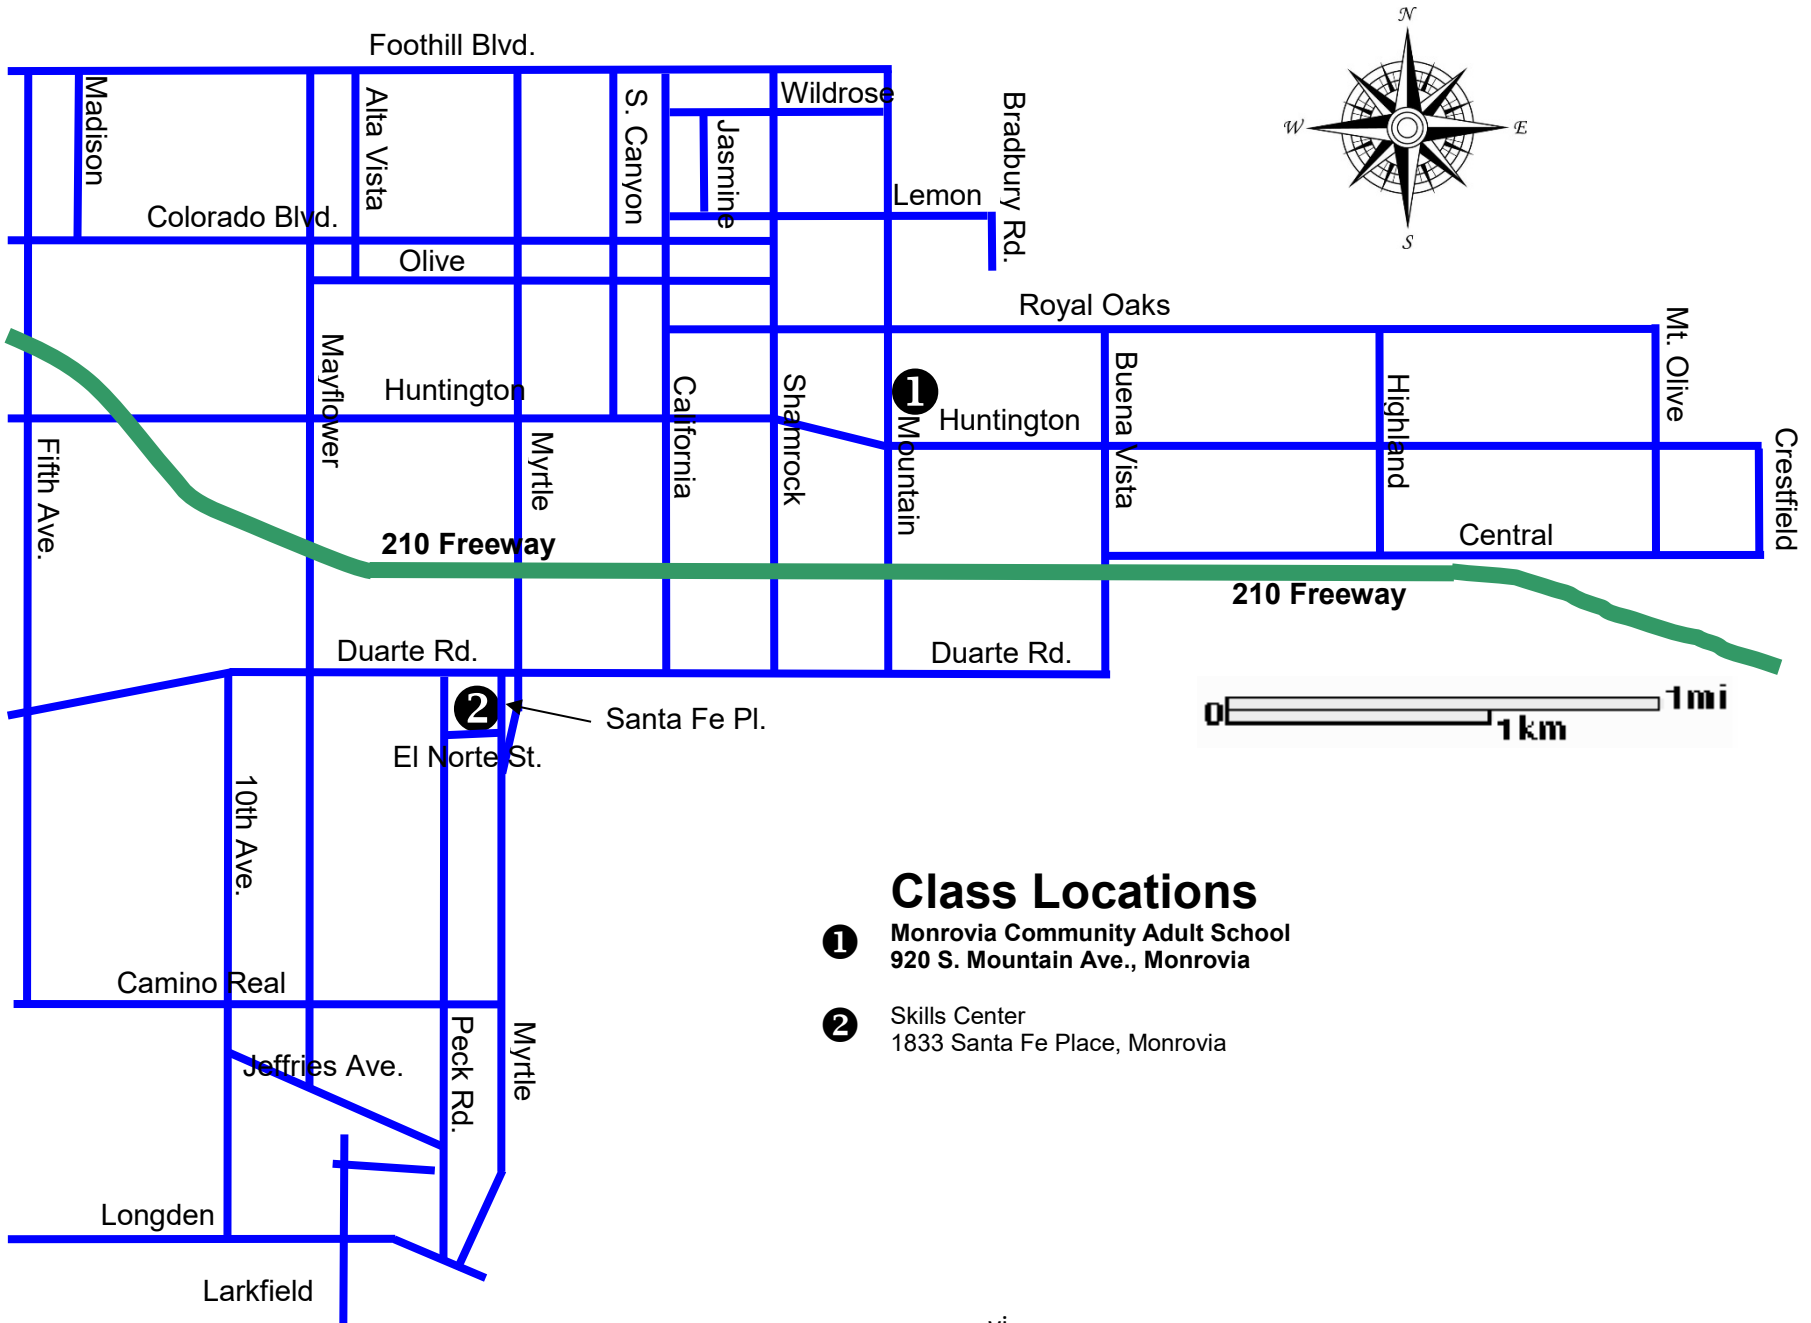 N
Foothill Blvd.
Madison
Alta Vista
S. Canyon
Wildrose
Jasmine
Bradbury Rd.
W
E
S
Lemon
Colorado Blvd.
Olive
Royal Oaks
Mt. Olive
Mayflower
Huntington
California
Shamrock
1
Mountain
Huntington
Buena Vista
Highland
Crestfield
Fifth Ave.
Myrtle
Central
210 Freeway
210 Freeway
Duarte Rd.
Duarte Rd.
2
Santa Fe Pl.
El Norte St.
0
1mi
1km
10th Ave.
Class Locations
1
Monrovia Community Adult School
920 S. Mountain Ave., Monrovia
2
Skills Center
1833 Santa Fe Place, Monrovia
Camino Real
Peck Rd.
Myrtle
Jeffries Ave.
Longden
Larkfield